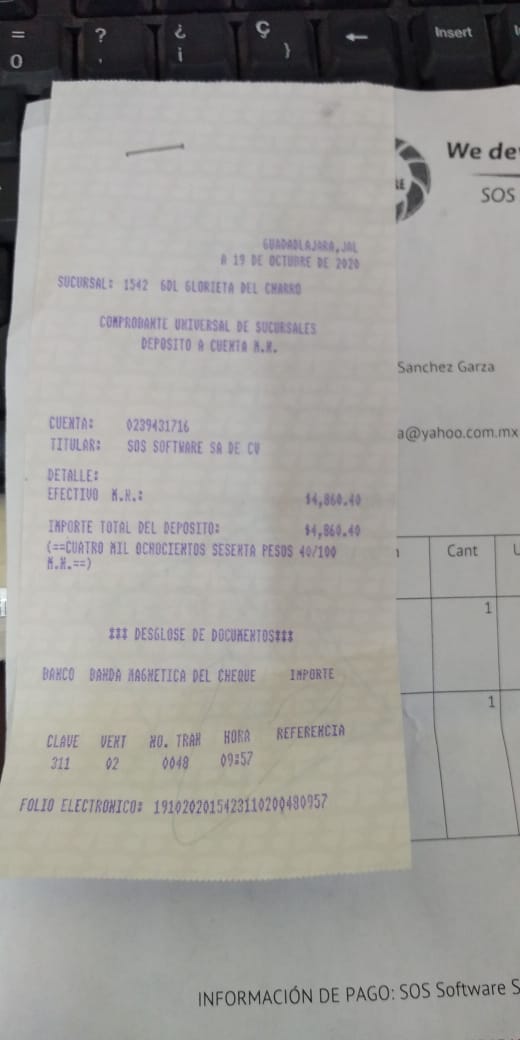 =
0
?
'
¿
¡
Ç
}
←
Insert
We de
SOS
GUADADLAJARA,JAL
A 19 DE OCTUBRE DE 2020
SUCURSAL: 1542 GDL GLORIETA DEL CHARRO
COMPROBANTE UNIVERSAL DE SUCURSALES
DEPOSITO A CUENTA M.N.
Sanchez Garza
a@yahoo.com.mx
CUENTA: 0239431716
TITULAR: SOS SOFTWARE SA DE CV
DETALLE:
EFECTIVO M.N.: $4,860.40
IMPORTE TOTAL DEL DEPOSITO: $4,860.40
(==CUATRO MIL OCHOCIENTOS SESENTA PESOS 40/100
M.N.==)
Cant
1
1
*** DESGLOSE DE DOCUMENTOS***
BANCO BANDA MAGNETICA DEL CHEQUE IMPORTE
CLAVE VENT NO. TRAN HORA REFERENCIA
311 02 0048 09:57
FOLIO ELECTRONICO: 1910202015423110200480957
INFORMACIÓN DE PAGO: SOS Software S